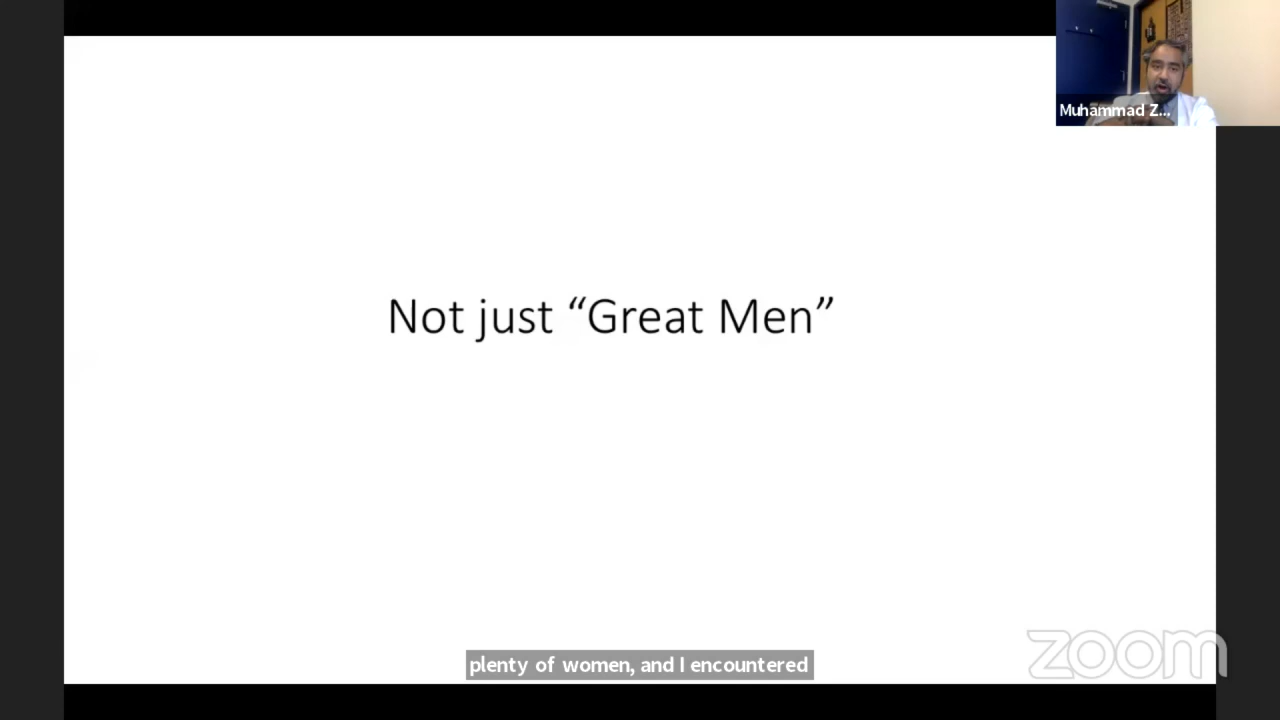 Muhammad Z...
Not just “Great Men”
plenty of women, and I encountered
zoom